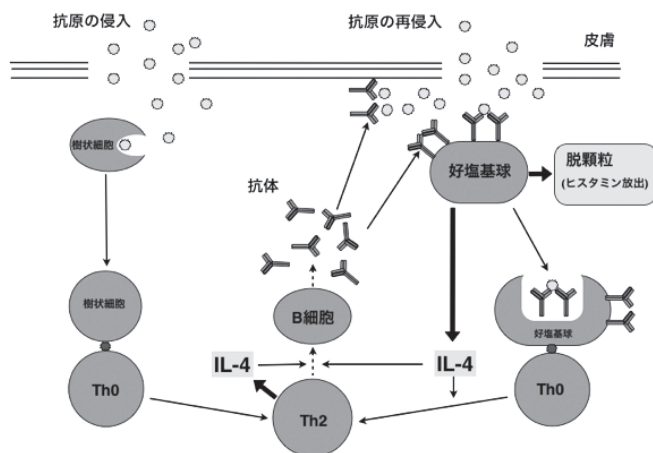 抗原の侵入
抗原の再侵入
皮膚
樹状細胞
好塩基球
脱顆粒
(ヒスタミン放出)
抗体
樹状細胞
B細胞
好塩基球
IL-4
IL-4
Th0
Th2
Th0